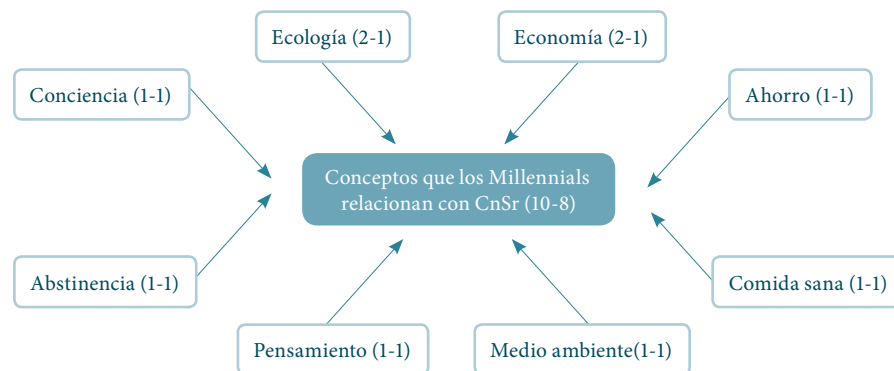 Ecología (2-1)
Economía (2-1)
Conciencia (1-1)
Ahorro (1-1)
Conceptos que los Millennials
relacionan con CnSr (10-8)
Abstinencia (1-1)
Comida sana (1-1)
Pensamiento (1-1)
Medio ambiente(1-1)